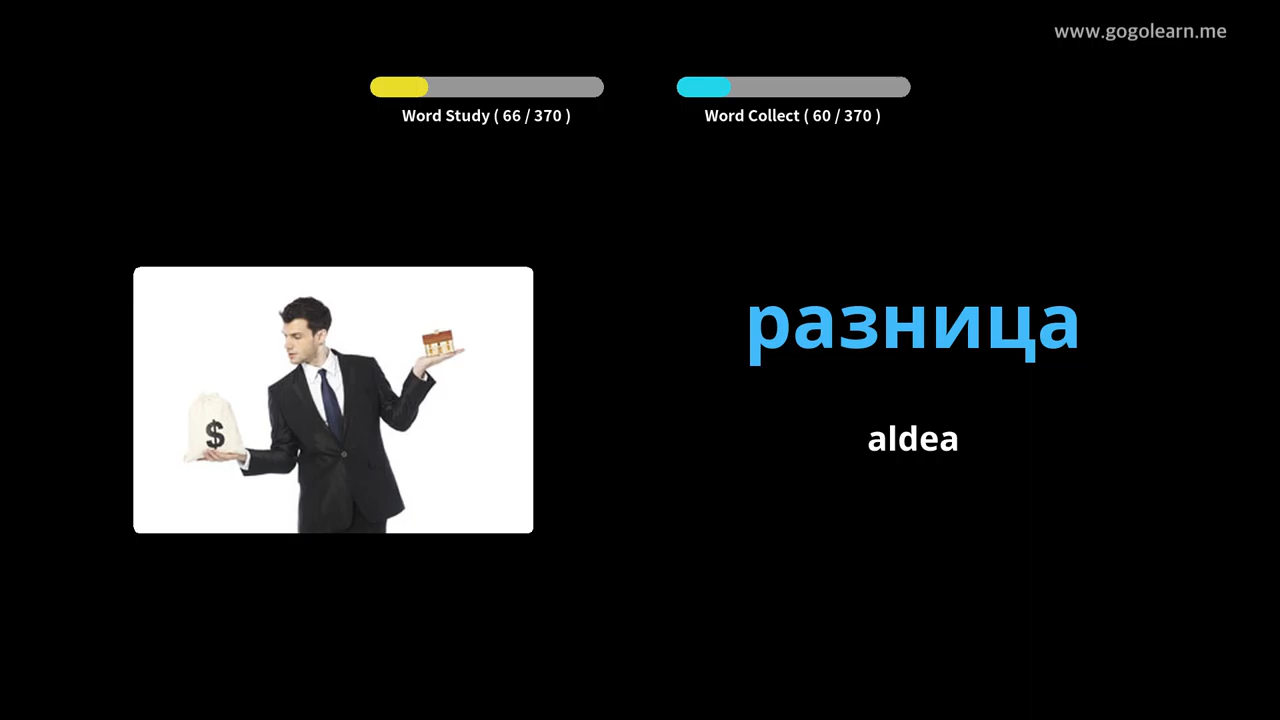 www.gogolearn.me
Word Study ( 66 / 370 )
Word Collect ( 60 / 370 )
$
разница
aldea